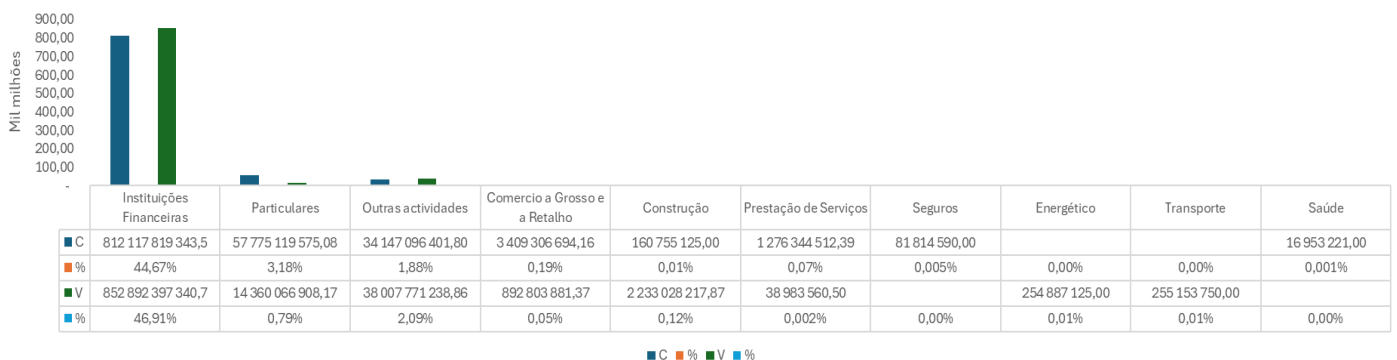 900,00
800,00
700,00
600,00
500,00
400,00
300,00
200,00
100,00
-
Mil milhões
Instituições Financeiras Particulares Outras actividades Comercio a Grosso e a Retalho Construção Prestação de Serviços Seguros Energético Transporte Saúde
C 812 117 819 343,5 57 775 119 575,08 34 147 096 401,80 3 409 306 694,16 160 755 125,00 1 276 344 512,39 81 814 590,00 16 953 221,00
% 44,67% 3,18% 1,88% 0,19% 0,01% 0,07% 0,005% 0,00% 0,00% 0,001%
V 852 892 397 340,7 14 360 066 908,17 38 007 771 238,86 892 803 881,37 2 233 028 217,87 38 983 560,50 254 887 125,00 255 153 750,00
% 46,91% 0,79% 2,09% 0,05% 0,12% 0,002% 0,00% 0,01% 0,01% 0,00%
C % V %